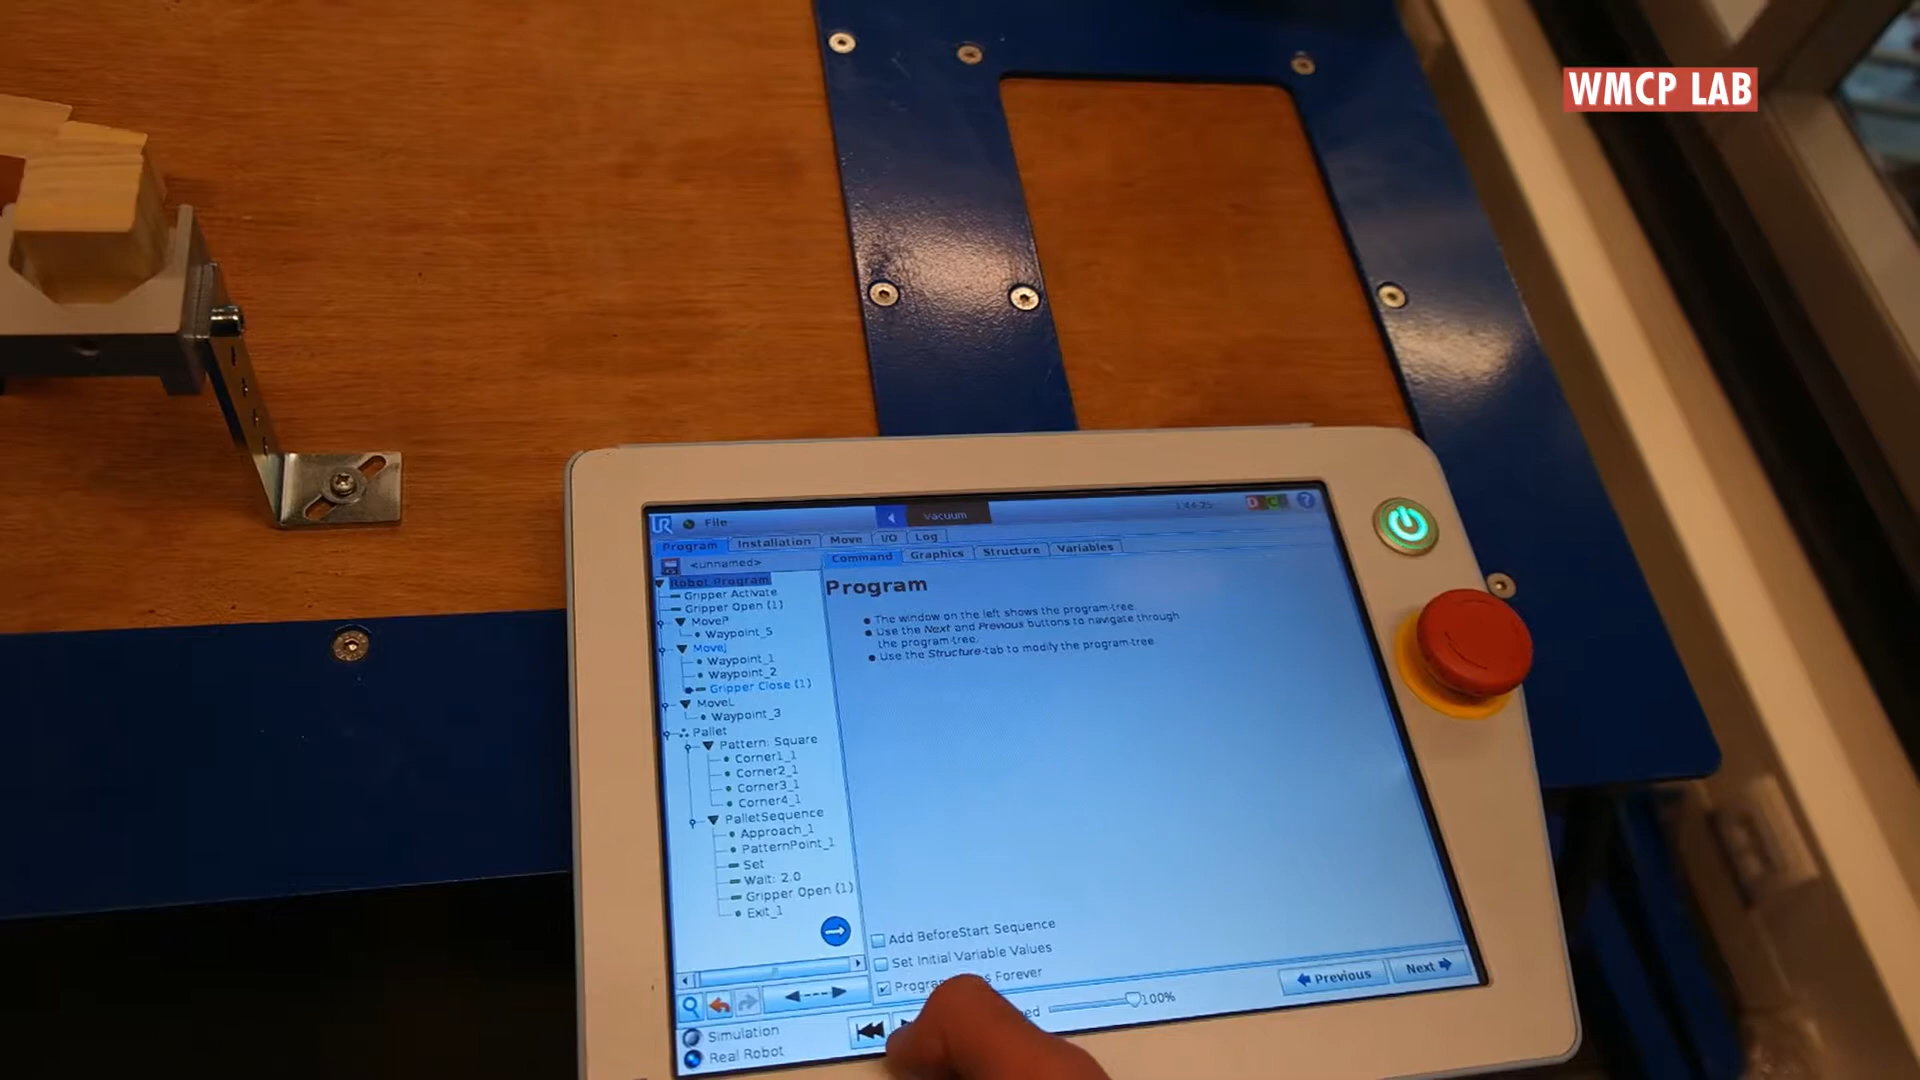 WMCP LAB
UR File Vacuum ?
Program Installation Move I/O Log
<unnamed>
Command Graphics Structure Variables
Robot Program
Gripper Activate
Gripper Open (1)
MoveP
Waypoint_5
MoveJ
Waypoint_1
Waypoint_2
Gripper Close (1)
MoveL
Waypoint_3
Pallet
Pattern: Square
Corner1_1
Corner2_1
Corner3_1
Corner4_1
PalletSequence
Approach_1
PatternPoint_1
Set
Wait: 2.0
Gripper Open (1)
Exit_1
Program
The window on the left shows the program-tree.
Use the Next and Previous buttons to navigate through
the program-tree.
Use the Structure-tab to modify the program-tree
Add BeforeStart Sequence
Set Initial Variable Values
Forever
100%
Previous
Next
Simulation
Real Robot